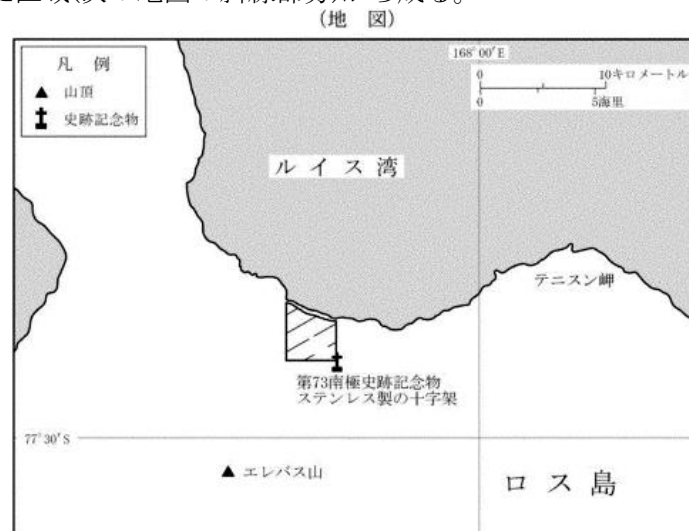 (地 図)
凡 例
▲ 山頂
史跡記念物
168°00′E
0 10キロメートル
0 5海里
ルイス湾
テニスン岬
第73南極史跡記念物
ステンレス製の十字架
77°30′S
▲ エレバス山
ロス島